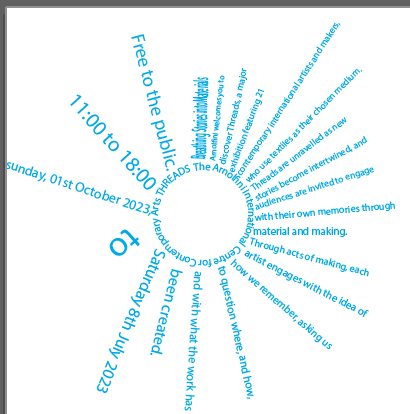 THREADS The Arnolfini International Centre for Contemporary Arts
Breathing Stories into Materials
Arnolfini welcomes you to
discover Threads, a major
exhibition featuring 21
contemporary international artists and makers,
who use textiles as their chosen medium.
Threads are unravelled as new
stories become intertwined, and
audiences are invited to engage
with their own memories through
material and making.
Through acts of making, each
artist engages with the idea of
how we remember, asking us
to question where, and how,
and with what the work has
been created.
Saturday 8th July 2023
to
sunday, 01st October 2023,
11:00 to 18:00
Free to the public.